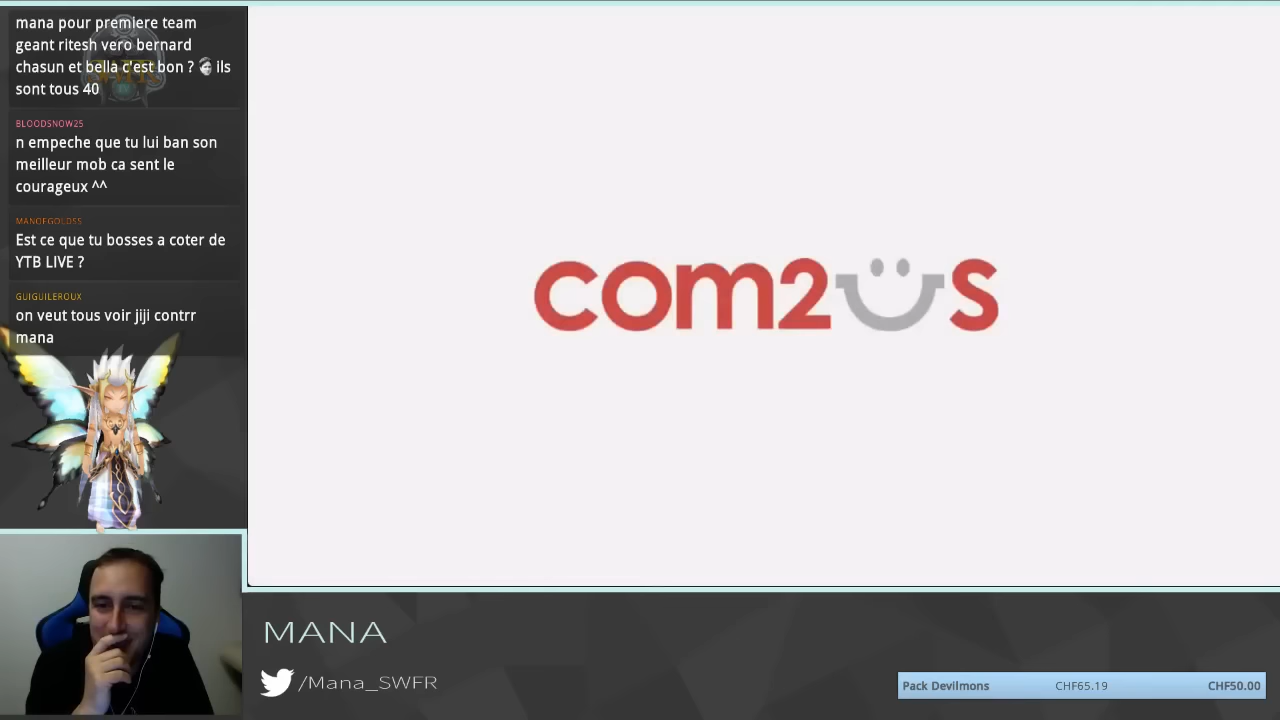 mana pour premiere team
geant ritesh vero bernard
chasun et bella c'est bon ? ils
sont tous 40
BLOODSNOW25
n empeche que tu lui ban son
meilleur mob ca sent le
courageux ^^
MANOFGOLDSS
Est ce que tu bosses a coter de
YTB LIVE ?
GUIGUILEROUX
on veut tous voir jiji contrr
mana
com2us
MANA
/Mana_SWFR
Pack Devilmons CHF65.19 CHF50.00